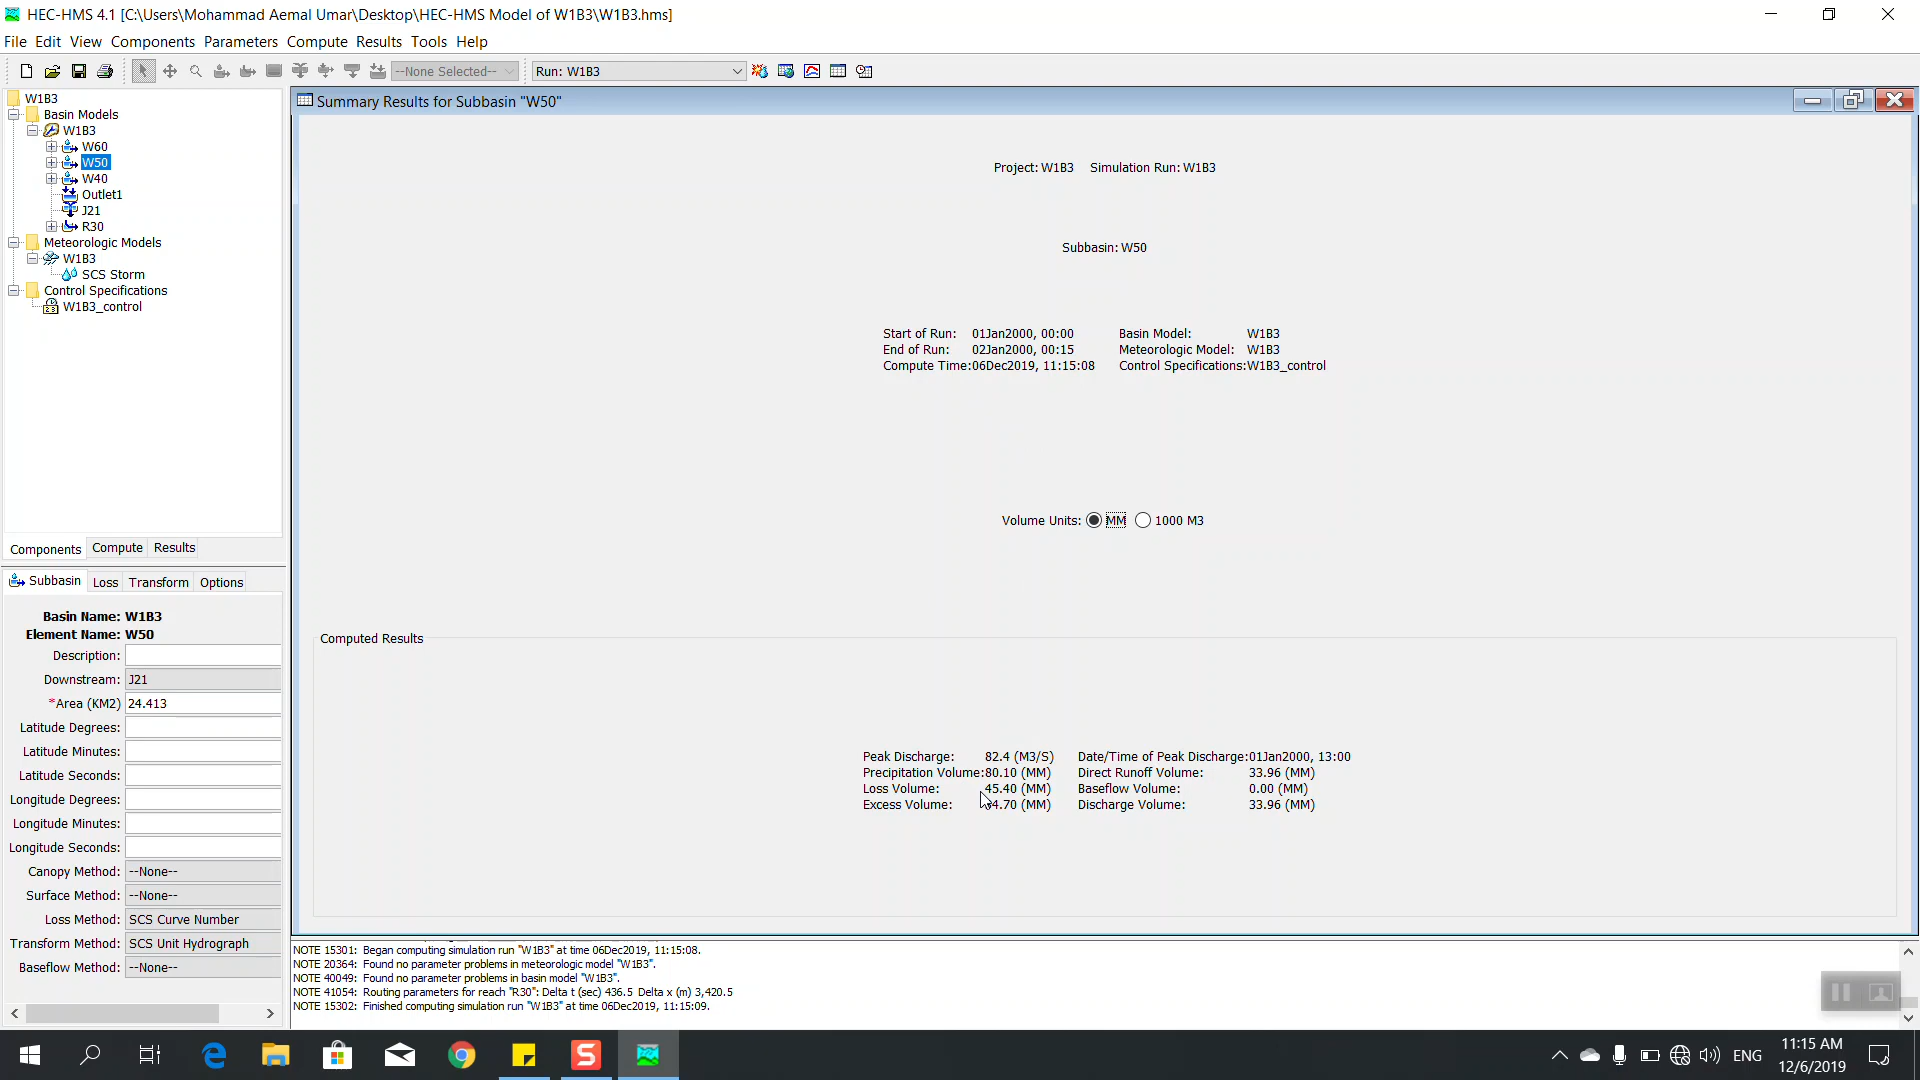 HEC-HMS 4.1 [C:\Users\Mohammad Aemal Umar\Desktop\HEC-HMS Model of W1B3\W1B3.hms]
File Edit View Components Parameters Compute Results Tools Help
--None Selected-- Run: W1B3
W1B3
Basin Models
W1B3
W60
W50
W40
Outlet1
J21
R30
Meteorologic Models
W1B3
SCS Storm
Control Specifications
W1B3_control
Components Compute Results
Subbasin Loss Transform Options
Basin Name: W1B3
Element Name: W50
Description:
Downstream: J21
*Area (KM2) 24.413
Latitude Degrees:
Latitude Minutes:
Latitude Seconds:
Longitude Degrees:
Longitude Minutes:
Longitude Seconds:
Canopy Method: --None--
Surface Method: --None--
Loss Method: SCS Curve Number
Transform Method: SCS Unit Hydrograph
Baseflow Method: --None--
Summary Results for Subbasin "W50"
Project: W1B3 Simulation Run: W1B3
Subbasin: W50
Start of Run: 01Jan2000, 00:00 Basin Model: W1B3
End of Run: 02Jan2000, 00:15 Meteorologic Model: W1B3
Compute Time:06Dec2019, 11:15:08 Control Specifications:W1B3_control
Volume Units: MM 1000 M3
Computed Results
Peak Discharge: 82.4 (M3/S) Date/Time of Peak Discharge:01Jan2000, 13:00
Precipitation Volume:80.10 (MM) Direct Runoff Volume: 33.96 (MM)
Loss Volume: 45.40 (MM) Baseflow Volume: 0.00 (MM)
Excess Volume: 34.70 (MM) Discharge Volume: 33.96 (MM)
NOTE 15301: Began computing simulation run "W1B3" at time 06Dec2019, 11:15:08.
NOTE 20364: Found no parameter problems in meteorologic model "W1B3".
NOTE 40049: Found no parameter problems in basin model "W1B3".
NOTE 41054: Routing parameters for reach "R30": Delta t (sec) 436.5 Delta x (m) 3,420.5
NOTE 15302: Finished computing simulation run "W1B3" at time 06Dec2019, 11:15:09.
ENG
11:15 AM
12/6/2019